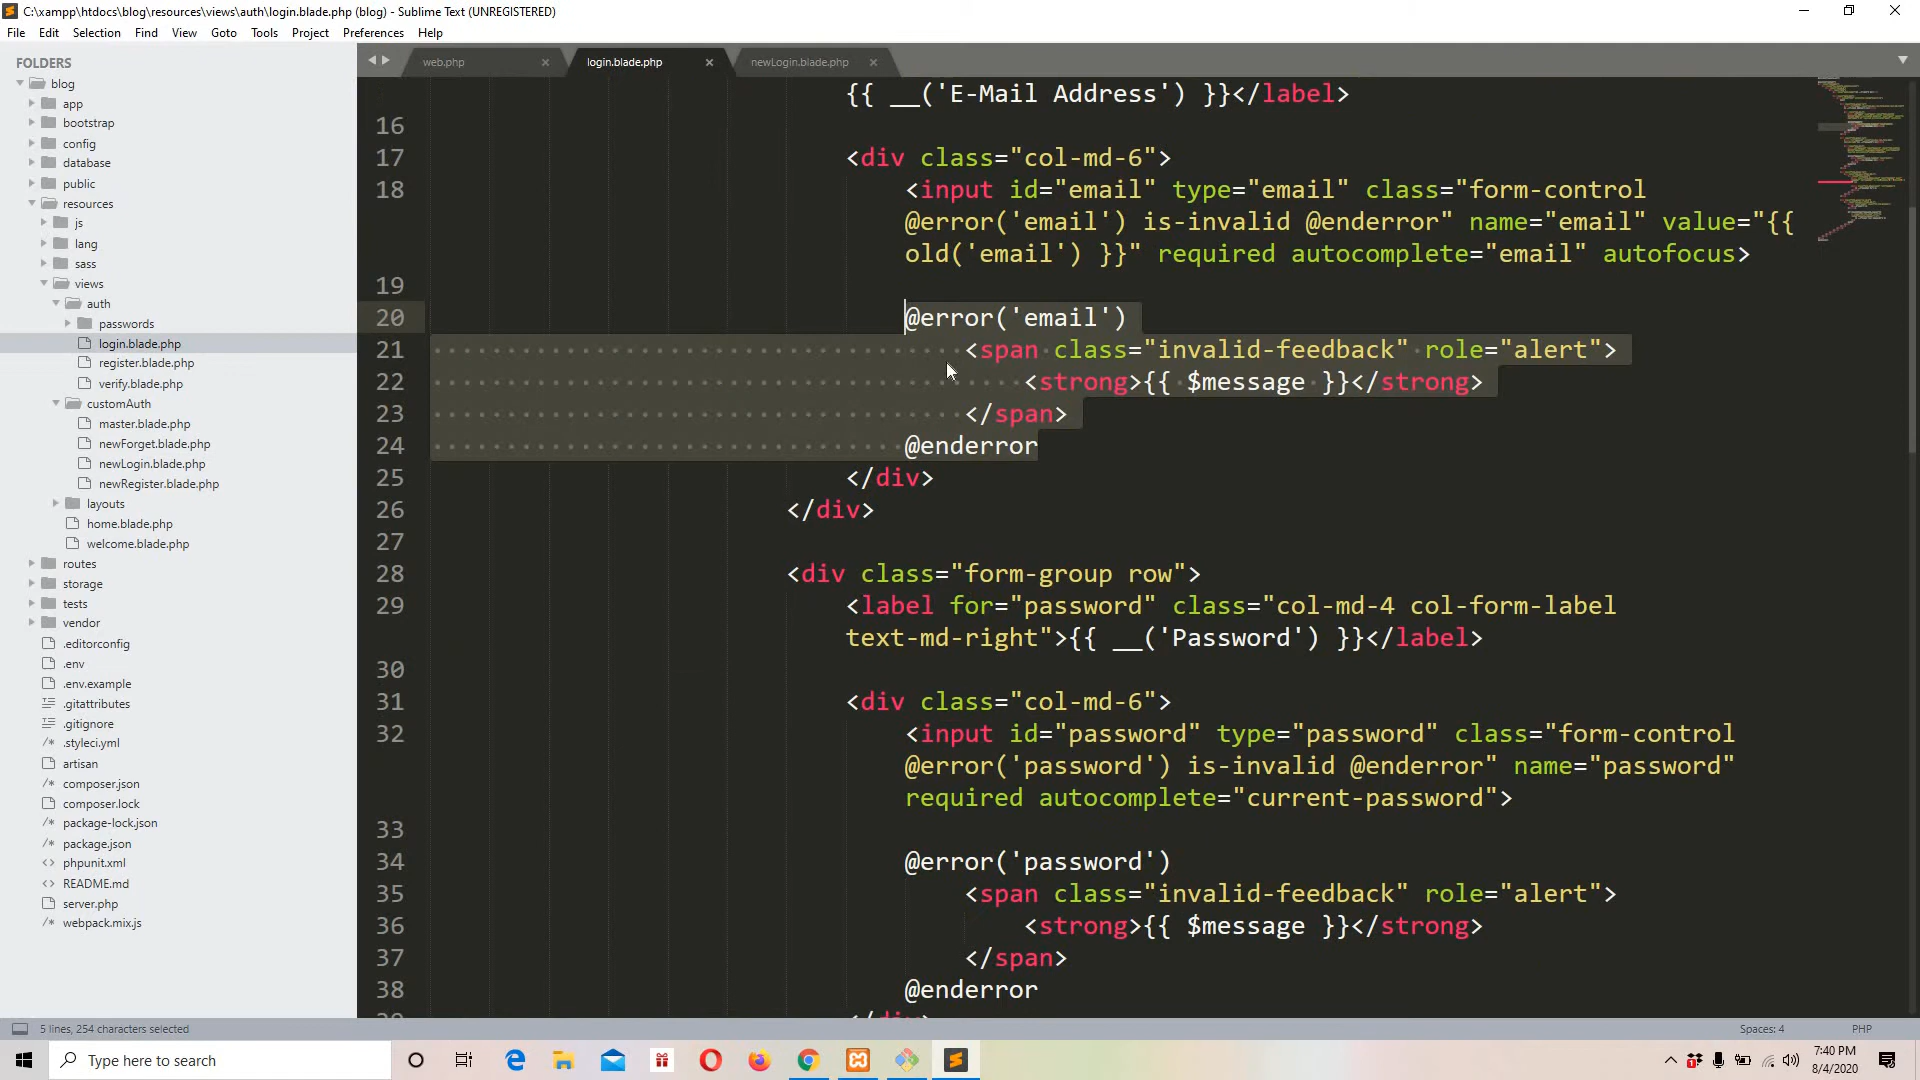 C:\xampp\htdocs\blog\resources\views\auth\login.blade.php (blog) - Sublime Text (UNREGISTERED)
File Edit Selection Find View Goto Tools Project Preferences Help
FOLDERS
blog
app
bootstrap
config
database
public
resources
js
lang
sass
views
auth
passwords
login.blade.php
register.blade.php
verify.blade.php
customAuth
master.blade.php
newForget.blade.php
newLogin.blade.php
newRegister.blade.php
layouts
home.blade.php
welcome.blade.php
routes
storage
tests
vendor
.editorconfig
.env
.env.example
.gitattributes
.gitignore
.styleci.yml
artisan
composer.json
composer.lock
package-lock.json
package.json
phpunit.xml
README.md
server.php
webpack.mix.js
web.php login.blade.php newLogin.blade.php
{{ __('E-Mail Address') }}</label>
16
17 <div class="col-md-6">
18 <input id="email" type="email" class="form-control
@error('email') is-invalid @enderror" name="email" value="{{
old('email') }}" required autocomplete="email" autofocus>
19
20 @error('email')
21 <span class="invalid-feedback" role="alert">
22 <strong>{{ $message }}</strong>
23 </span>
24 @enderror
25 </div>
26 </div>
27
28 <div class="form-group row">
29 <label for="password" class="col-md-4 col-form-label
text-md-right">{{ __('Password') }}</label>
30
31 <div class="col-md-6">
32 <input id="password" type="password" class="form-control
@error('password') is-invalid @enderror" name="password"
required autocomplete="current-password">
33
34 @error('password')
35 <span class="invalid-feedback" role="alert">
36 <strong>{{ $message }}</strong>
37 </span>
38 @enderror
5 lines, 254 characters selected
Spaces: 4 PHP
Type here to search
7:40 PM
8/4/2020